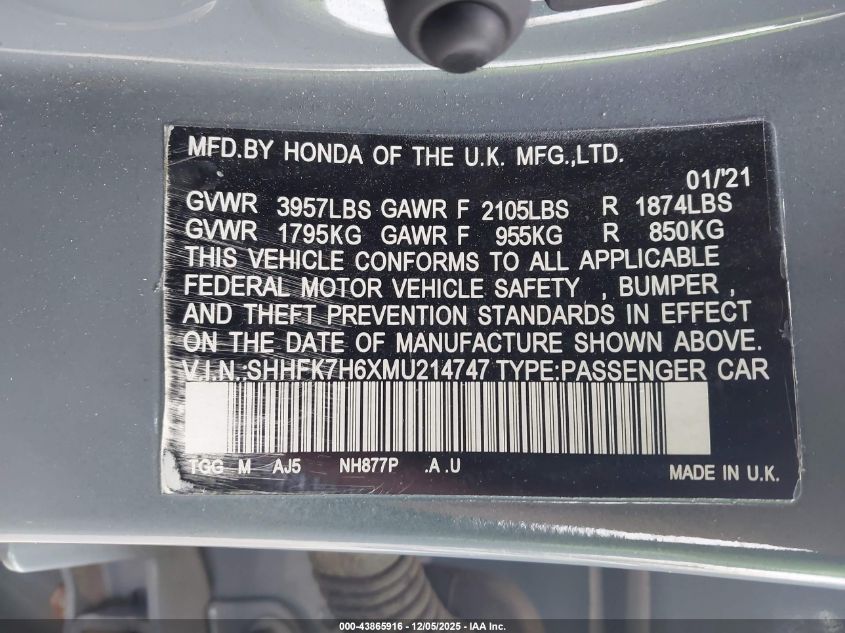 MFD.BY HONDA OF THE U.K. MFG.,LTD.
01/'21
GVWR 3957LBS GAWR F 2105LBS R 1874LBS
GVWR 1795KG GAWR F 955KG R 850KG
THIS VEHICLE CONFORMS TO ALL APPLICABLE
FEDERAL MOTOR VEHICLE SAFETY , BUMPER ,
AND THEFT PREVENTION STANDARDS IN EFFECT
ON THE DATE OF MANUFACTURE SHOWN ABOVE.
V.I.N.:SHHFK7H6XMU214747 TYPE:PASSENGER CAR
TGG M AJ5 NH877P .A .U
MADE IN U.K.
000-43865916 - 12/05/2025 - IAA Inc.